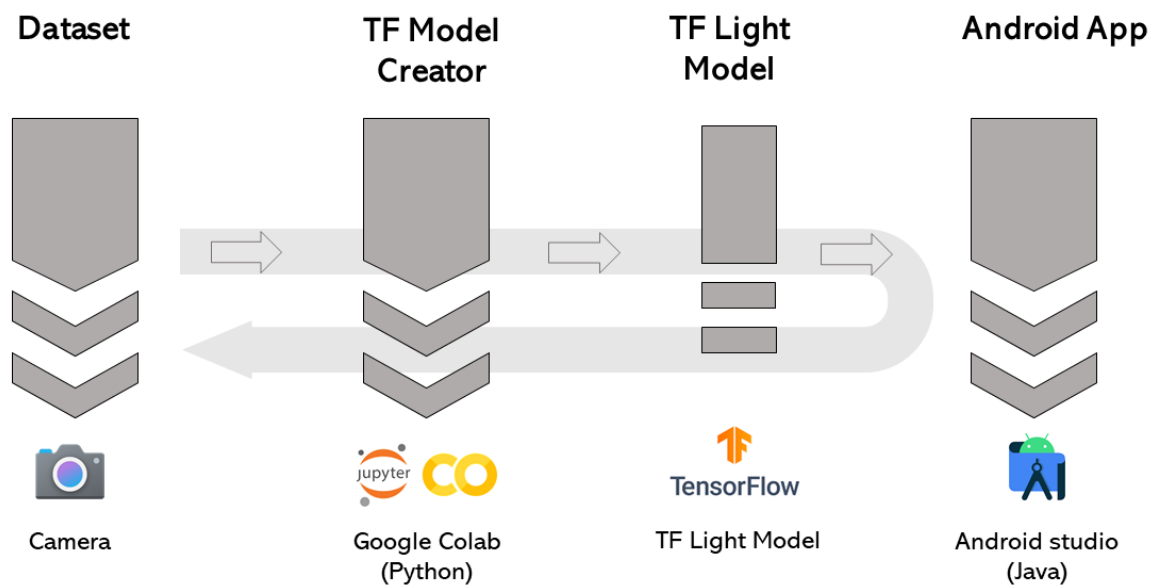 Dataset
TF Model
Creator
TF Light
Model
Android App
jupyter
TensorFlow
Camera
Google Colab
(Python)
TF Light Model
Android studio
(Java)